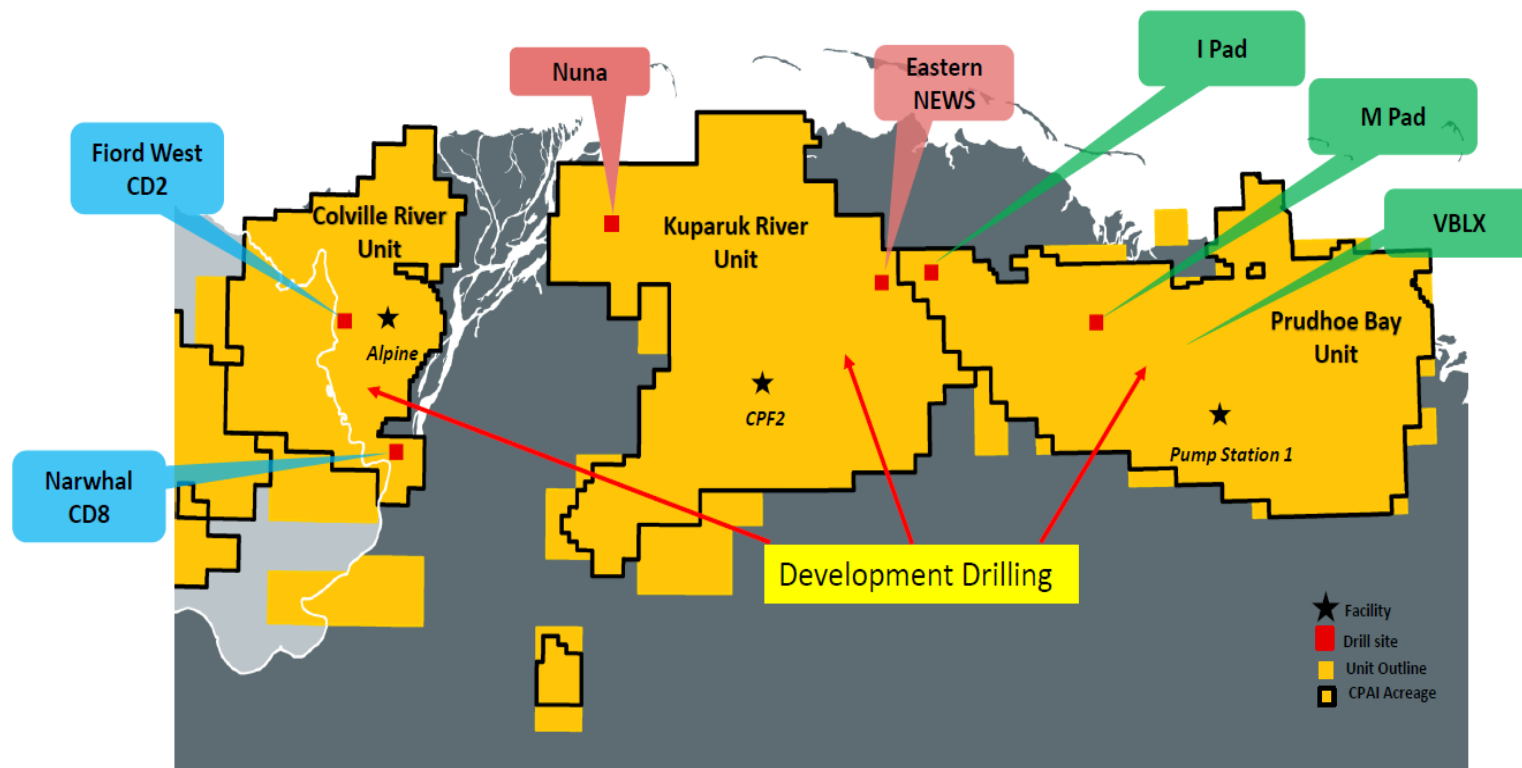 Nuna
Eastern
NEWS
I Pad
M Pad
VBLX
Fiord West
CD2
Colville River
Unit
Kuparuk River
Unit
Prudhoe Bay
Unit
Alpine
CPF2
Pump Station 1
Narwhal
CD8
Development Drilling
Facility
Drill site
Unit Outline
CPAI Acreage